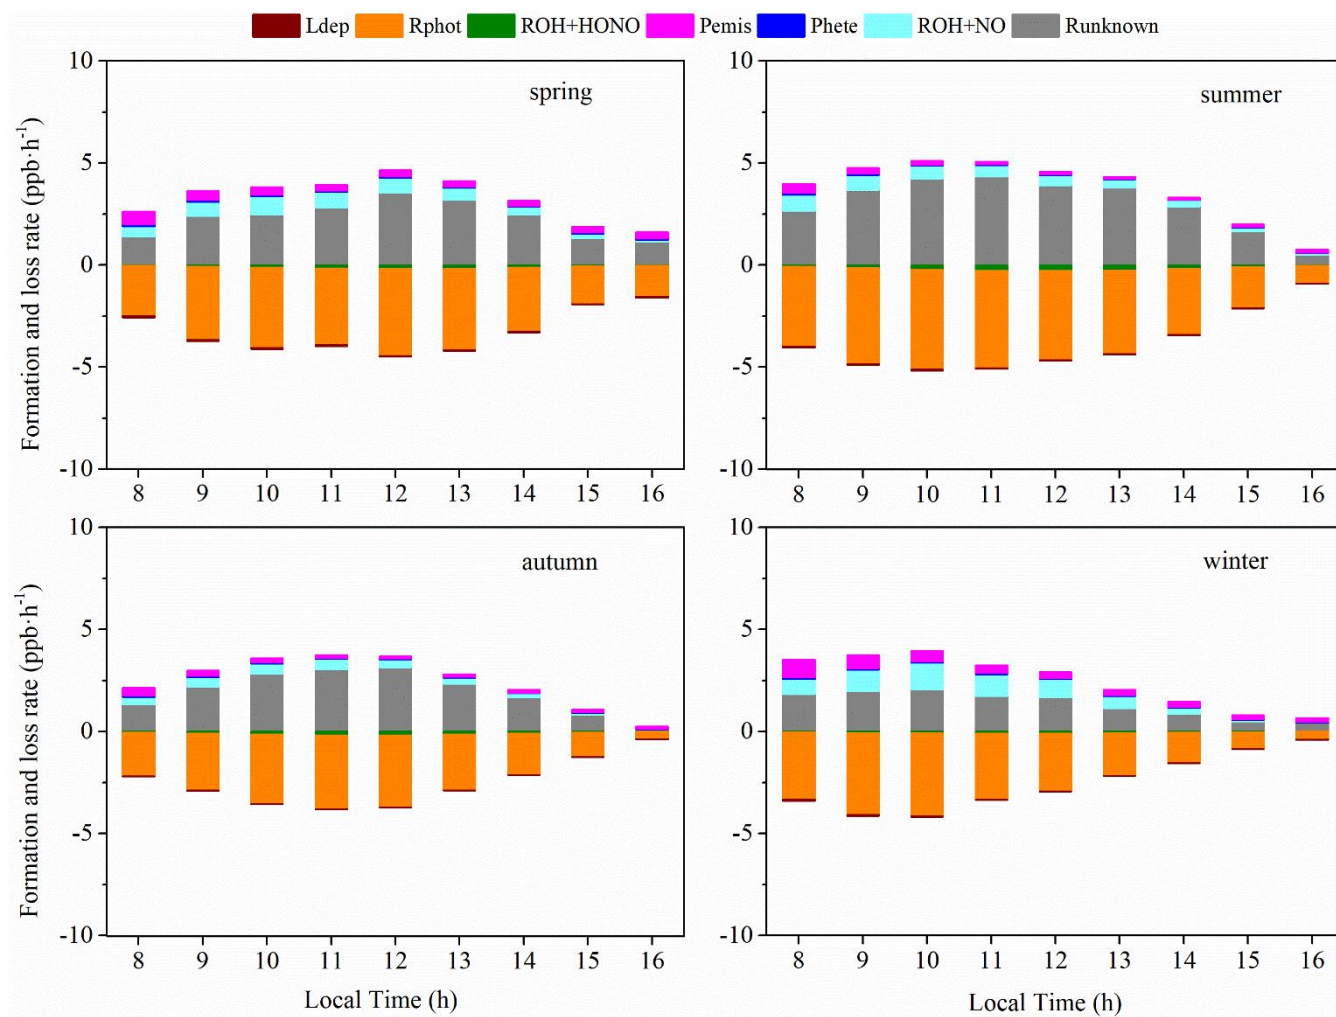 Ldep Rphot ROH+HONO Pemis Phete ROH+NO Runknown
Formation and loss rate (ppb·h⁻¹)
10
5
0
-5
-10
spring
8 9 10 11 12 13 14 15 16
10
5
0
-5
-10
summer
8 9 10 11 12 13 14 15 16
Formation and loss rate (ppb·h⁻¹)
10
5
0
-5
-10
autumn
8 9 10 11 12 13 14 15 16
Local Time (h)
10
5
0
-5
-10
winter
8 9 10 11 12 13 14 15 16
Local Time (h)